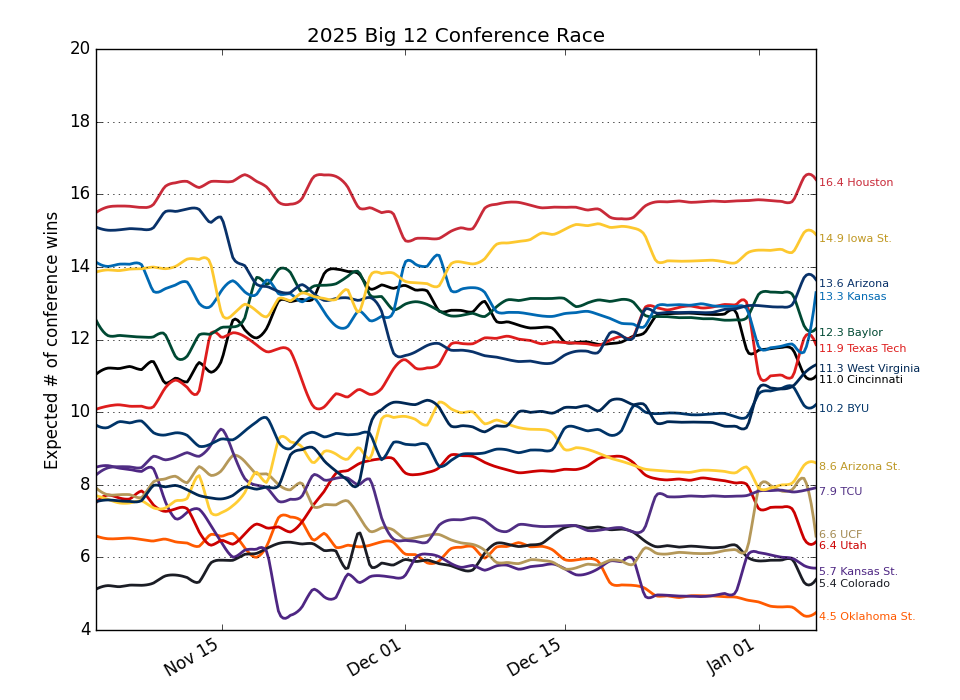 2025 Big 12 Conference Race
Expected # of conference wins
20
18
16
14
12
10
8
6
4
Nov 15
Dec 01
Dec 15
Jan 01
16.4 Houston
14.9 Iowa St.
13.6 Arizona
13.3 Kansas
12.3 Baylor
11.9 Texas Tech
11.3 West Virginia
11.0 Cincinnati
10.2 BYU
8.6 Arizona St.
7.9 TCU
6.6 UCF
6.4 Utah
5.7 Kansas St.
5.4 Colorado
4.5 Oklahoma St.